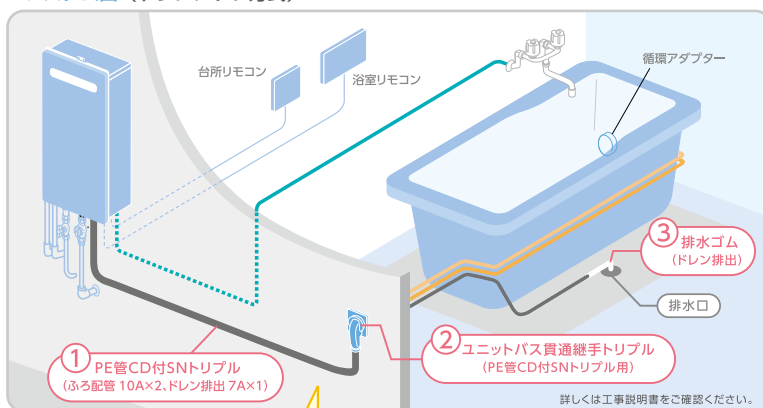 台所リモコン
浴室リモコン
循環アダプター
③排水ゴム
(ドレン排出)
排水口
①PE管CD付SNトリプル
(ふろ配管 10A×2、ドレン排出 7A×1)
②ユニットバス貫通継手トリプル
(PE管CD付SNトリプル用)
詳しくは工事説明書をご確認ください。